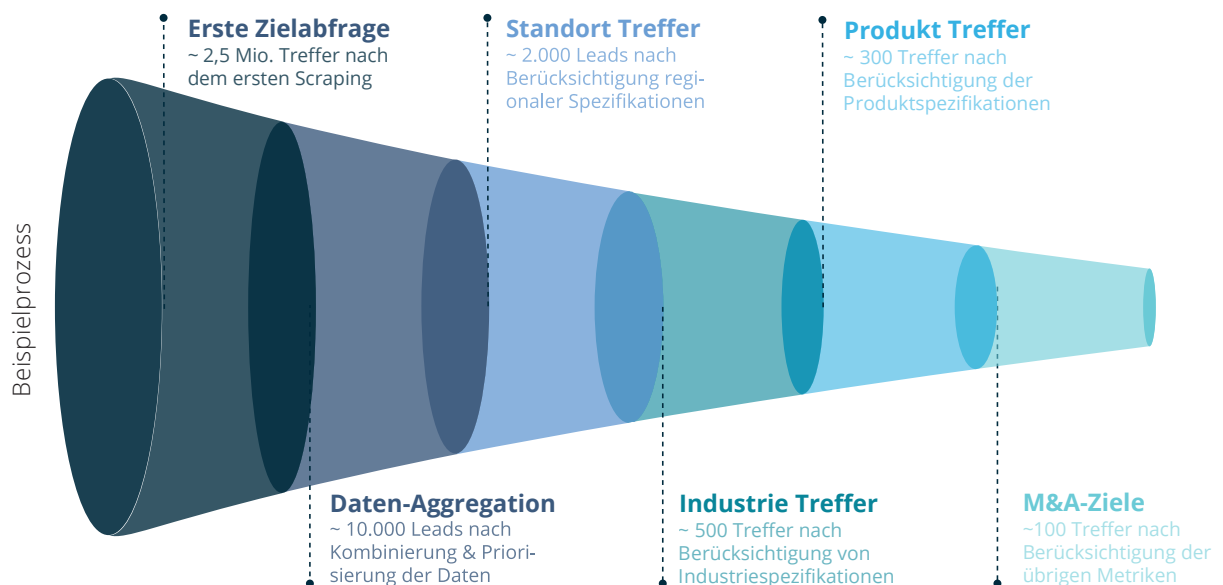 Erste Zielabfrage
~ 2,5 Mio. Treffer nach
dem ersten Scraping
Standort Treffer
~ 2.000 Leads nach
Berücksichtigung regi-
onaler Spezifikationen
Produkt Treffer
~ 300 Treffer nach
Berücksichtigung der
Produktspezifikationen
Beispielprozess
Daten-Aggregation
~ 10.000 Leads nach
Kombinierung & Priori-
sierung der Daten
Industrie Treffer
~ 500 Treffer nach
Berücksichtigung von
Industriespezifikationen
M&A-Ziele
~100 Treffer nach
Berücksichtigung der
übrigen Metriken